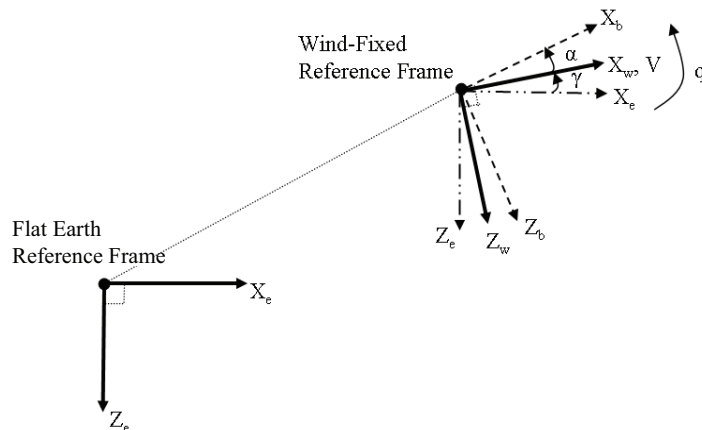 X_b
Wind-Fixed
Reference Frame
α
X_w, V
q
γ
X_e
Z_e
Z_w
Z_b
Flat Earth
Reference Frame
X_e
Z_e